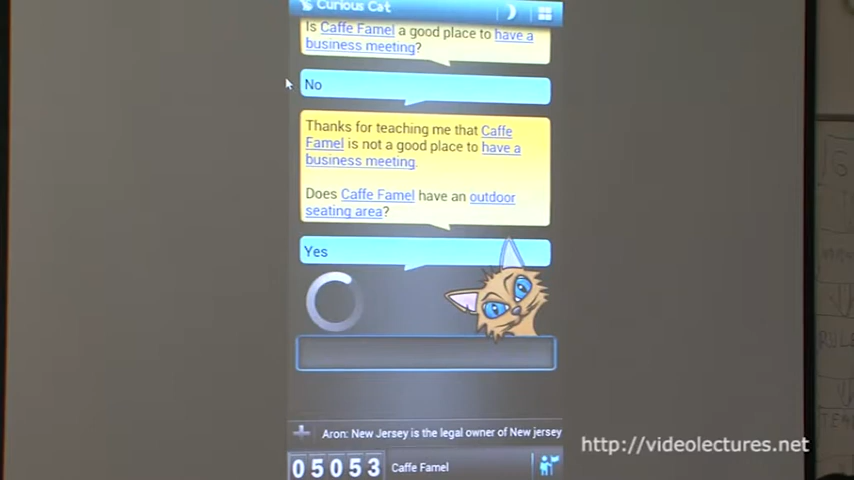 Curious Cat
Is Caffe Famel a good place to have a
business meeting?
No
Thanks for teaching me that Caffe
Famel is not a good place to have a
business meeting.
Does Caffe Famel have an outdoor
seating area?
Yes
Aron: New Jersey is the legal owner of New jersey
05053
Caffe Famel
http://videolectures.net